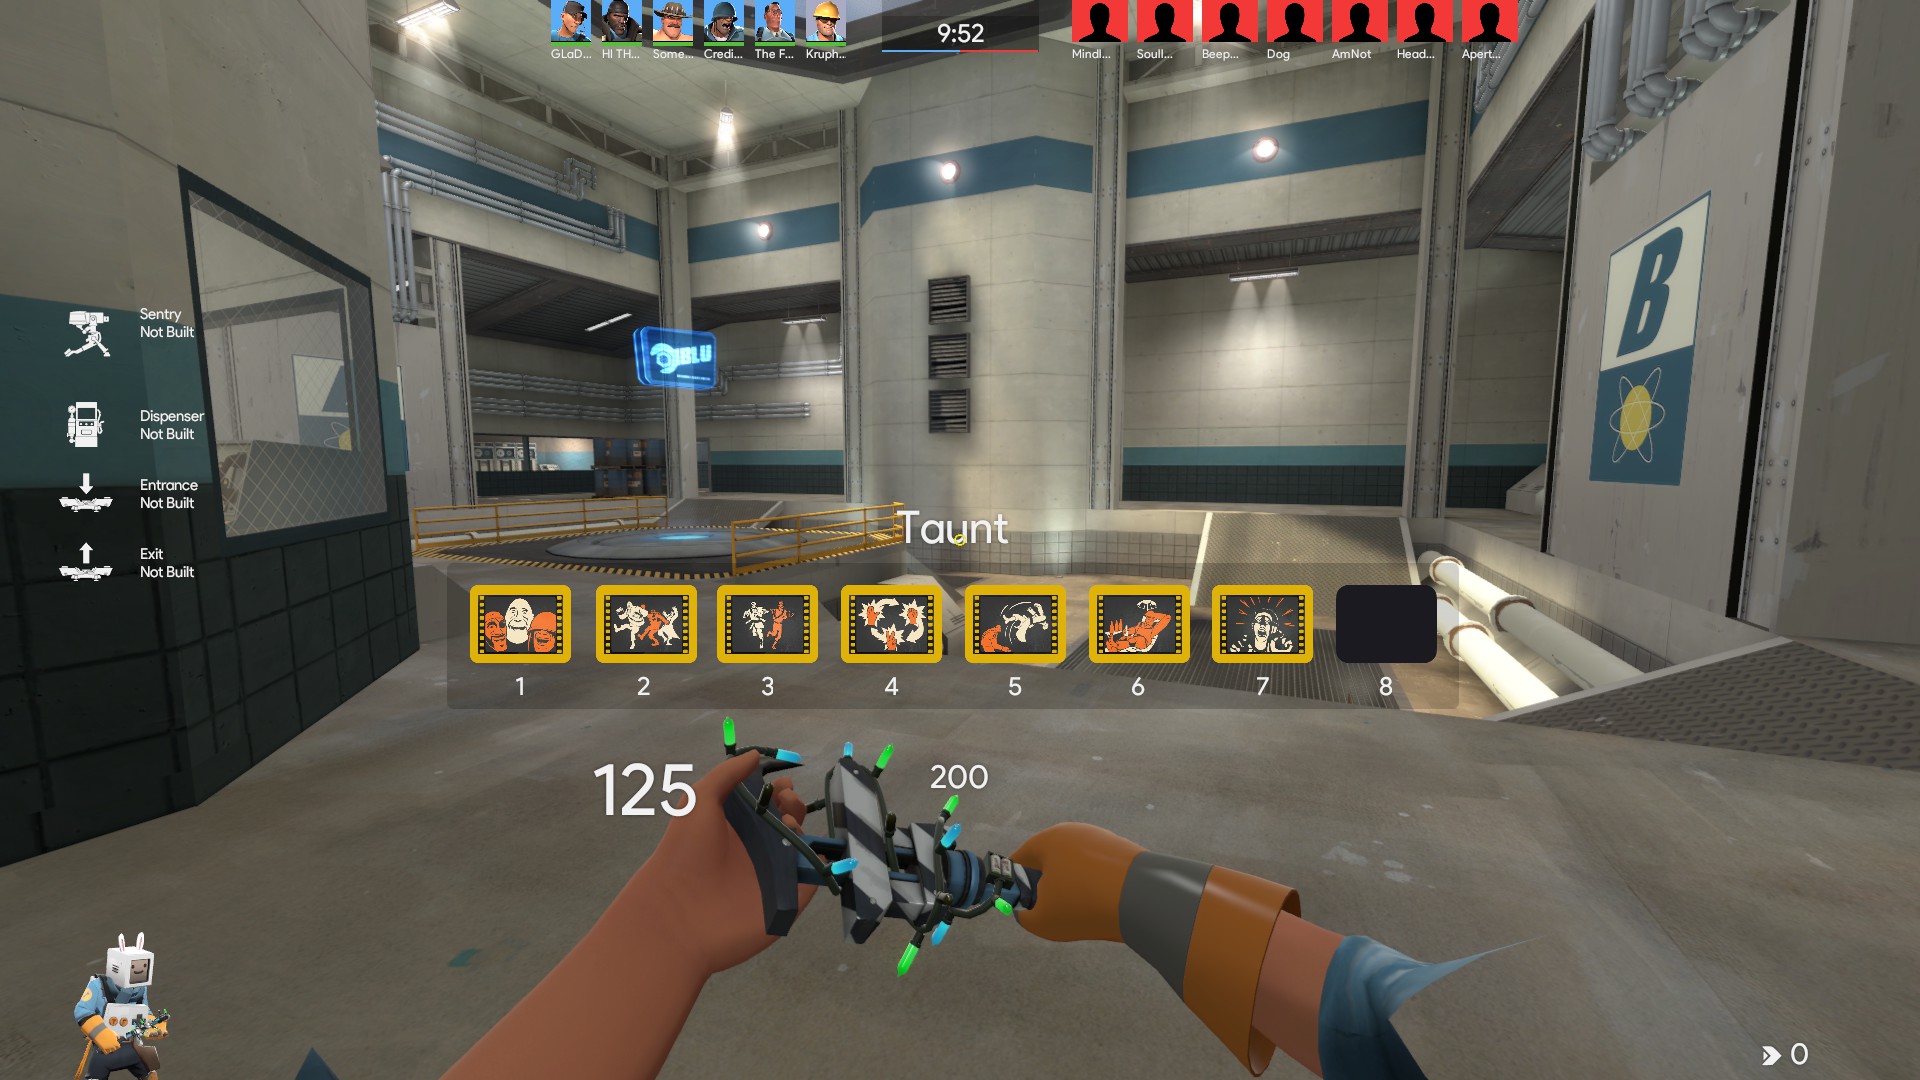 GLaD...
HI TH...
Some...
Credi...
The F...
Kruph...
9:52
Mindl...
Soull...
Beep...
Dog
AmNot
Head...
Apert...
B
BLU
Sentry
Not Built
Dispenser
Not Built
Entrance
Not Built
Exit
Not Built
Taunt
1 2 3 4 5 6 7 8
125
200
0